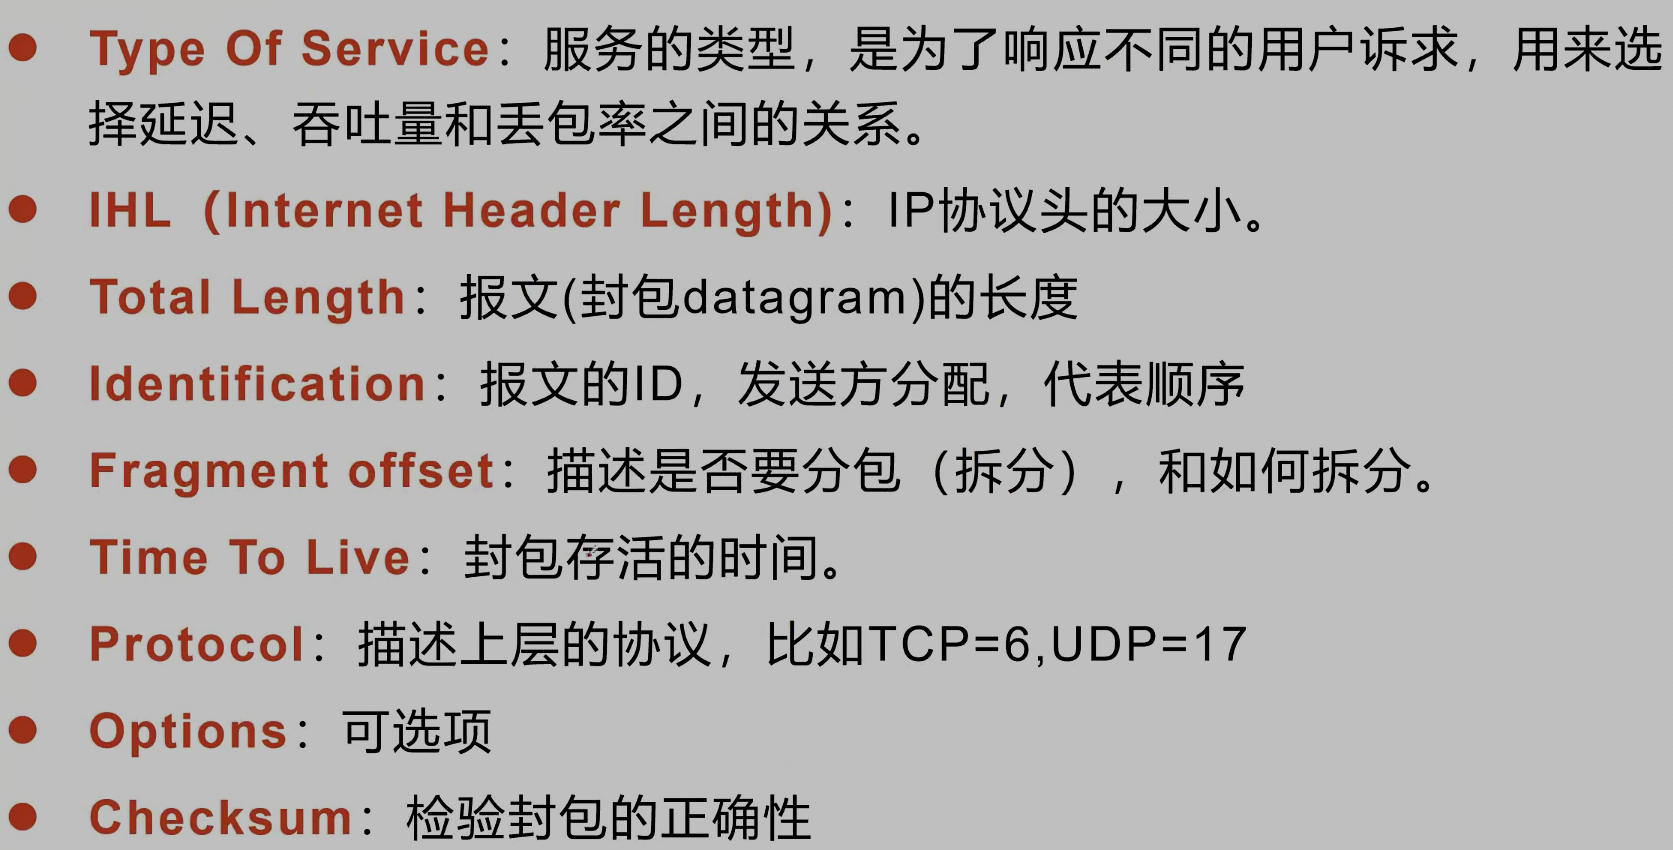 ● Type Of Service：服务的类型，是为了响应不同的用户诉求，用来选
择延迟、吞吐量和丢包率之间的关系。
● IHL（Internet Header Length)：IP协议头的大小。
● Total Length：报文(封包datagram)的长度
● Identification：报文的ID，发送方分配，代表顺序
● Fragment offset：描述是否要分包（拆分），和如何拆分。
● Time To Live：封包存活的时间。
● Protocol：描述上层的协议，比如TCP=6,UDP=17
● Options：可选项
● Checksum：检验封包的正确性